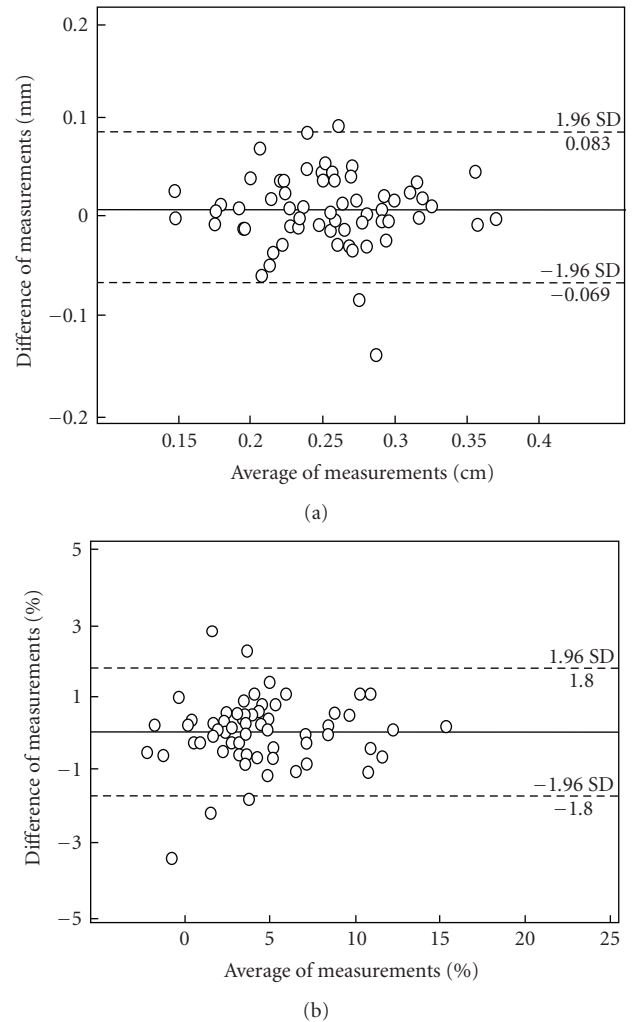 0.2
0.1
0
−0.1
−0.2
Difference of measurements (mm)
1.96 SD
0.083
−1.96 SD
−0.069
0.15 0.2 0.25 0.3 0.35 0.4
Average of measurements (cm)
(a)
5
3
1
−1
−3
−5
Difference of measurements (%)
1.96 SD
1.8
−1.96 SD
−1.8
0 5 10 15 20 25
Average of measurements (%)
(b)